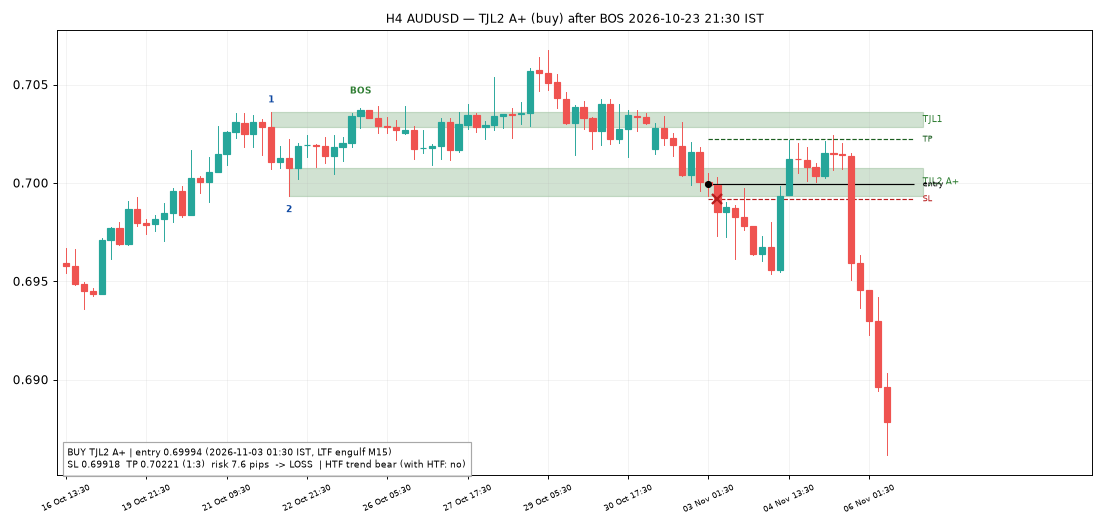 H4 AUDUSD — TJL2 A+ (buy) after BOS 2026-10-23 21:30 IST
0.705
0.700
0.695
0.690
1
BOS
2
TJL1
TP
TJL2 A+
entry
SL
BUY TJL2 A+ | entry 0.69994 (2026-11-03 01:30 IST, LTF engulf M15)
SL 0.69918  TP 0.70221 (1:3)  risk 7.6 pips  -> LOSS  | HTF trend bear (with HTF: no)
16 Oct 13:30
19 Oct 21:30
21 Oct 09:30
22 Oct 21:30
26 Oct 05:30
27 Oct 17:30
29 Oct 05:30
30 Oct 17:30
03 Nov 01:30
04 Nov 13:30
06 Nov 01:30